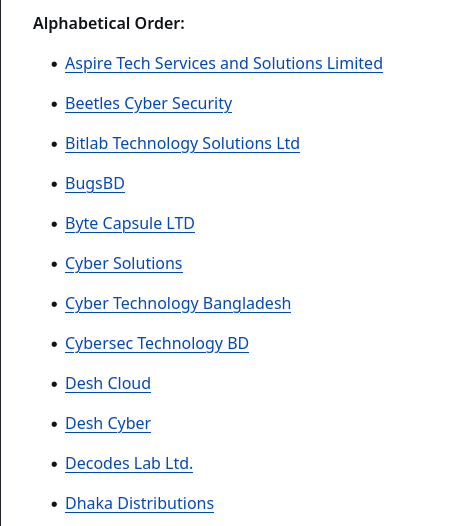 Alphabetical Order:
Aspire Tech Services and Solutions Limited
Beetles Cyber Security
Bitlab Technology Solutions Ltd
BugsBD
Byte Capsule LTD
Cyber Solutions
Cyber Technology Bangladesh
Cybersec Technology BD
Desh Cloud
Desh Cyber
Decodes Lab Ltd.
Dhaka Distributions